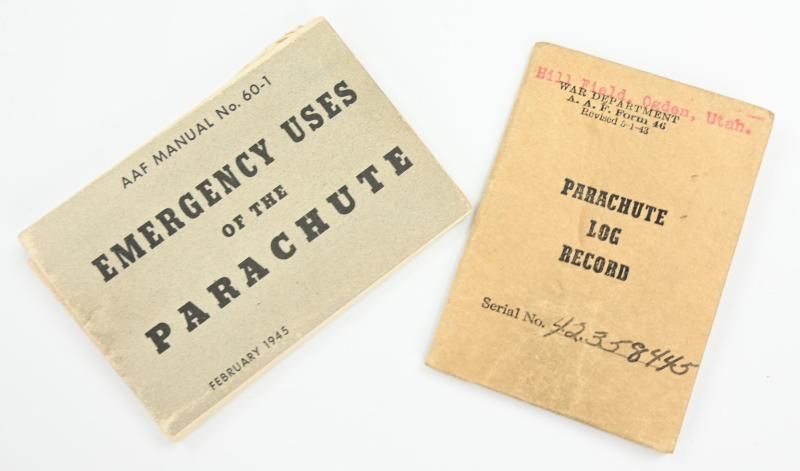 AAF MANUAL No. 60-1
EMERGENCY USES
OF THE
PARACHUTE
FEBRUARY 1945
Hill Field, Ogden, Utah.
WAR DEPARTMENT
A. A. F. Form 46
Revised 5-1-43
PARACHUTE
LOG
RECORD
Serial No. 42.358445